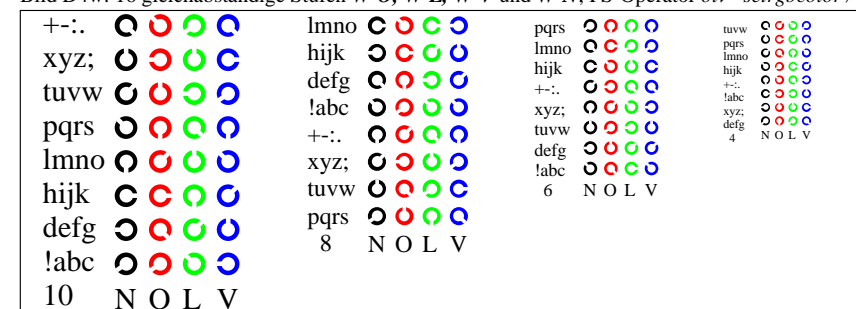 +-:.
xyz;
tuvw
pqrs
lmno
hijk
defg
!abc
10 N O L V
lmno
hijk
defg
!abc
+-:.
xyz;
tuvw
pqrs
8 N O L V
pqrs
lmno
hijk
+-:.
xyz;
tuvw
defg
!abc
6 N O L V
tuvw
pqrs
lmno
hijk
+-:.
!abc
xyz;
defg
4 N O L V